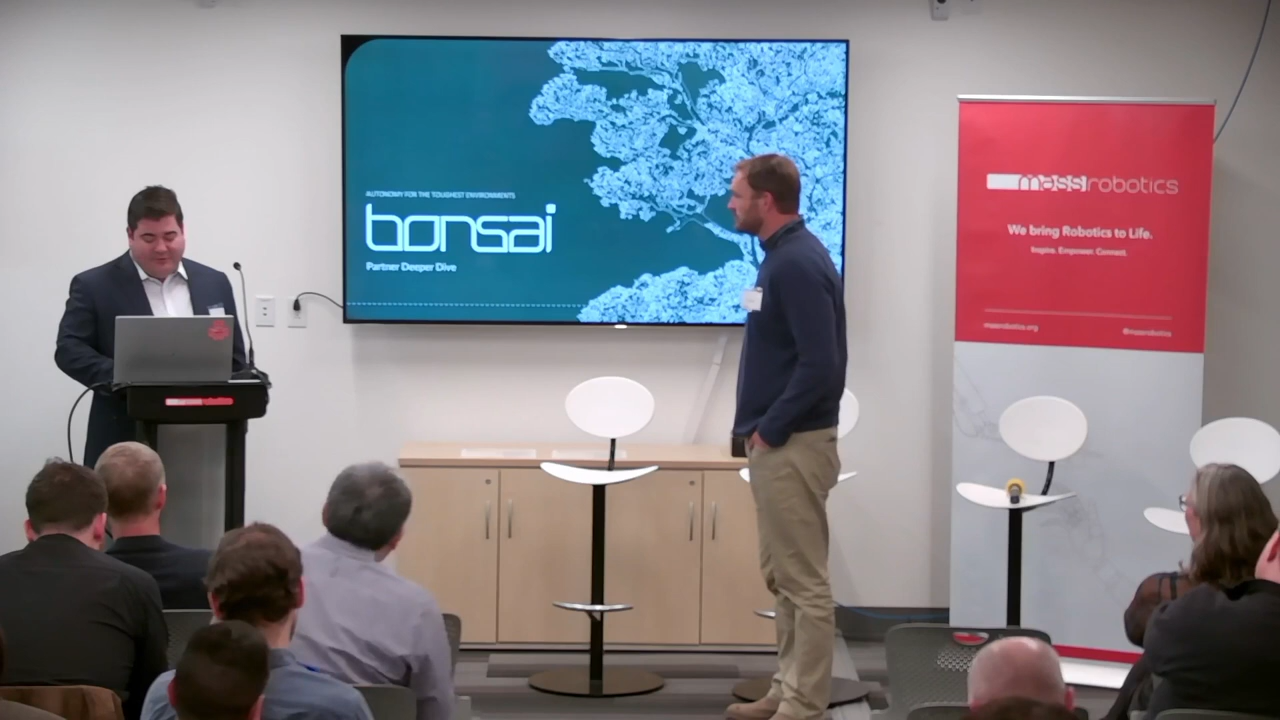 AUTONOMY FOR THE TOUGHEST ENVIRONMENTS
bonsai
Partner Deeper Dive
massrobotics
We bring Robotics to Life.
Inspire. Empower. Connect.
massrobotics.org
@massrobotics